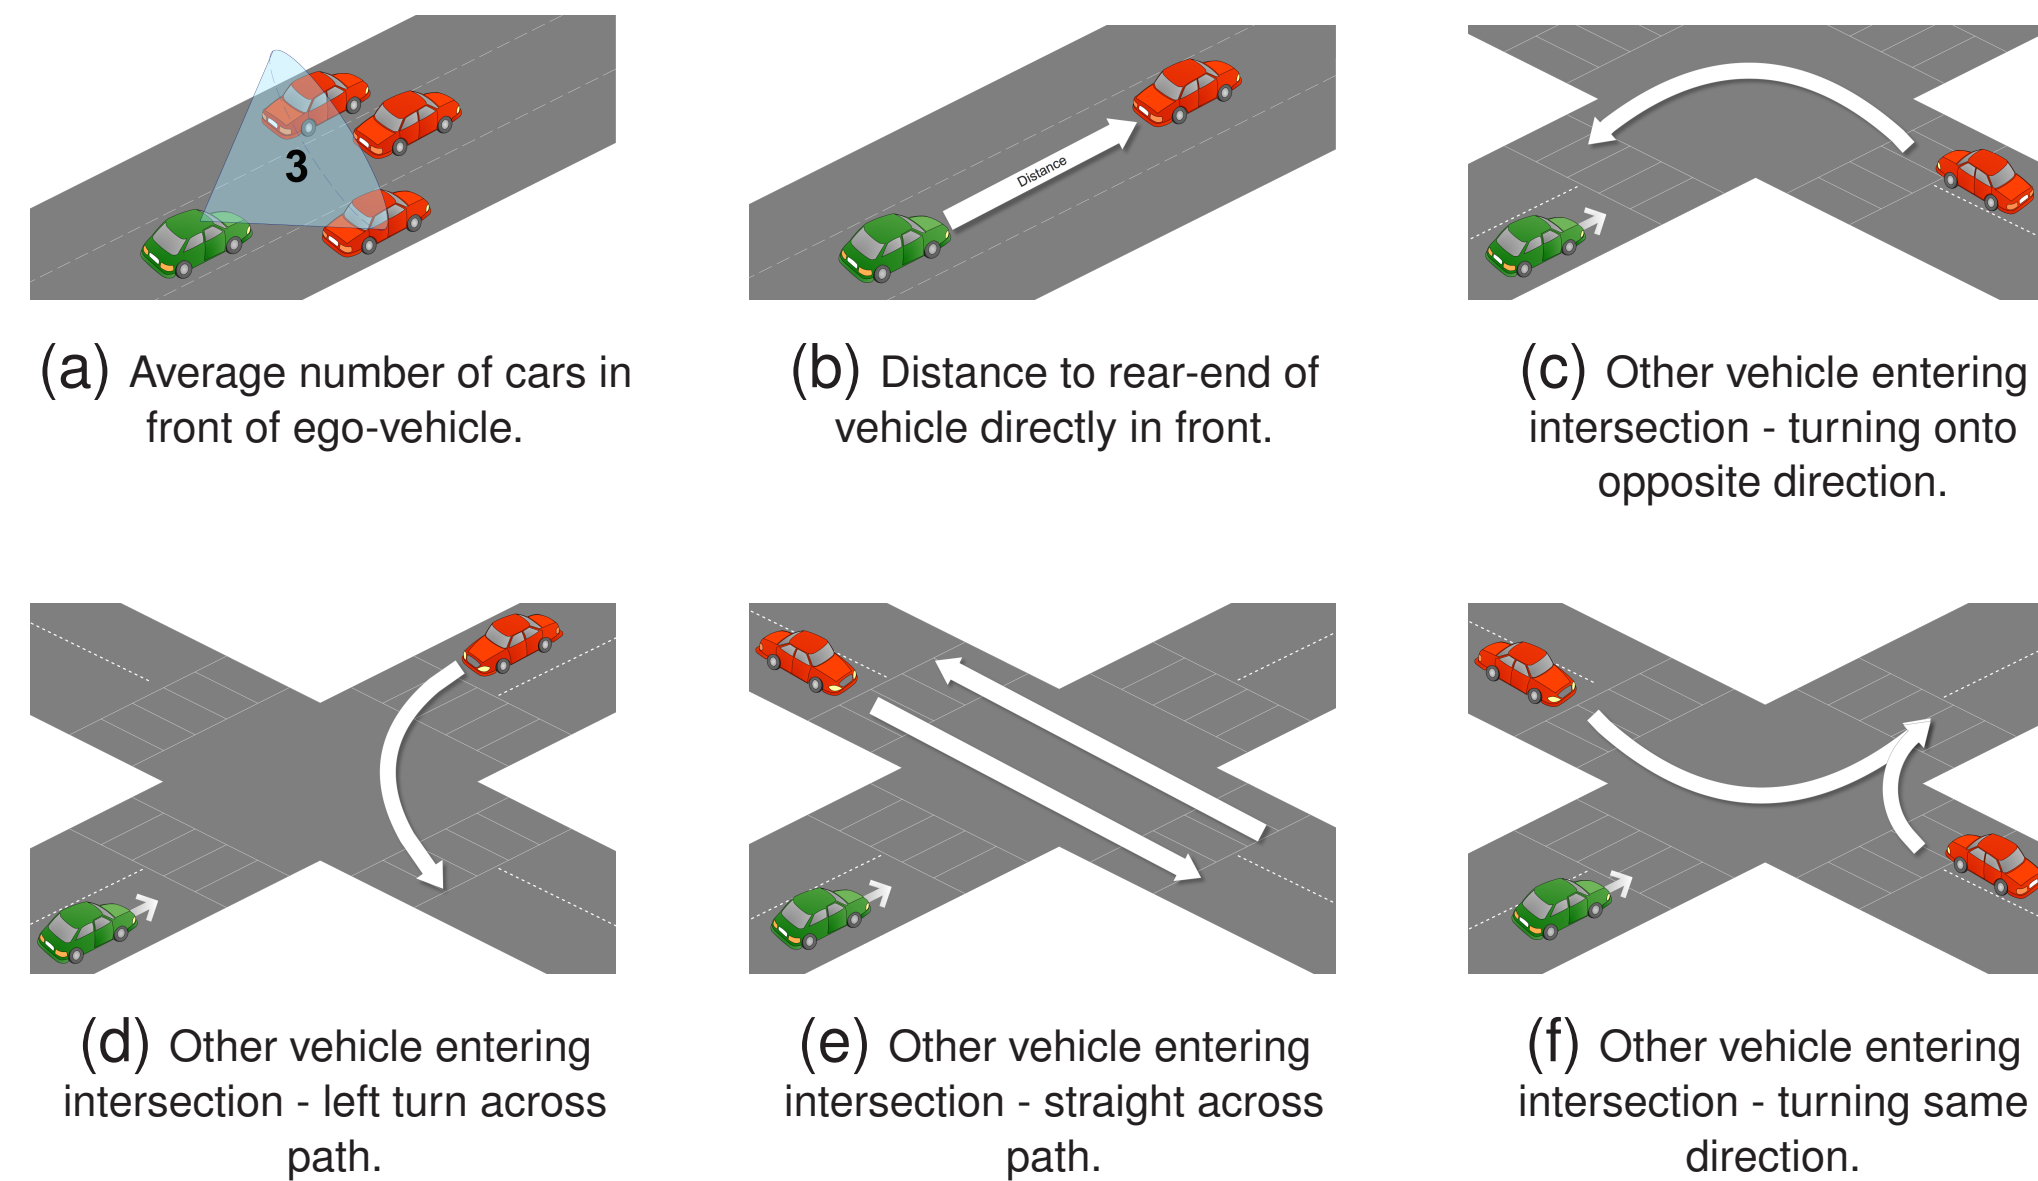 3
Distance
(a) Average number of cars in
front of ego-vehicle.
(b) Distance to rear-end of
vehicle directly in front.
(c) Other vehicle entering
intersection - turning onto
opposite direction.
(d) Other vehicle entering
intersection - left turn across
path.
(e) Other vehicle entering
intersection - straight across
path.
(f) Other vehicle entering
intersection - turning same
direction.